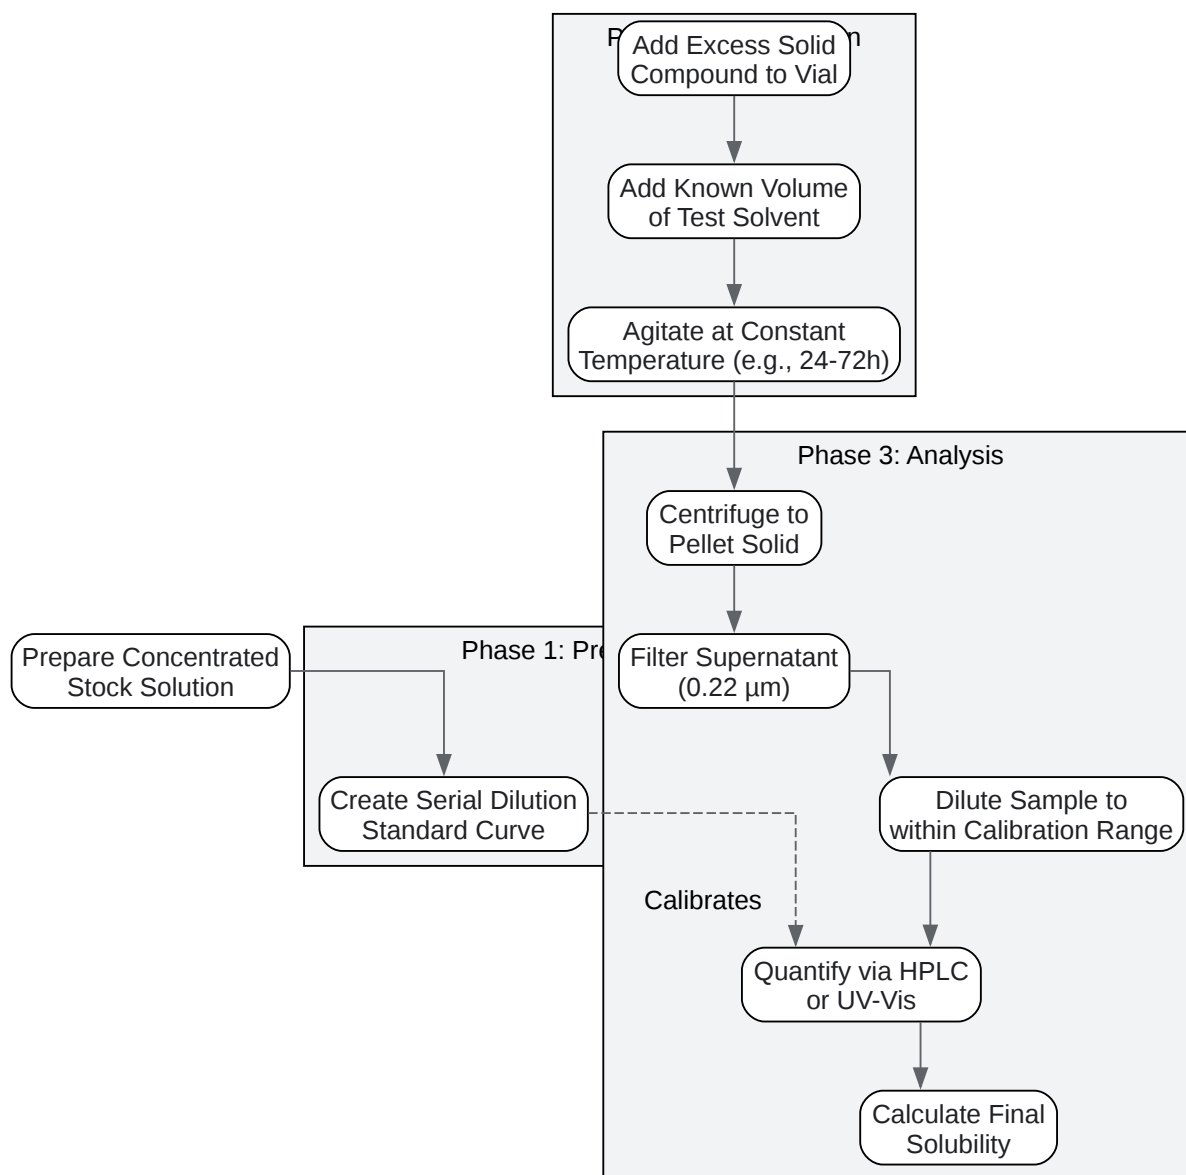 Add Excess Solid
Compound to Vial
Add Known Volume
of Test Solvent
Agitate at Constant
Temperature (e.g., 24-72h)
Phase 3: Analysis
Centrifuge to
Pellet Solid
Prepare Concentrated
Stock Solution
Phase 1:
Filter Supernatant
(0.22 µm)
Create Serial Dilution
Standard Curve
Dilute Sample to
within Calibration Range
Calibrates
Quantify via HPLC
or UV-Vis
Calculate Final
Solubility